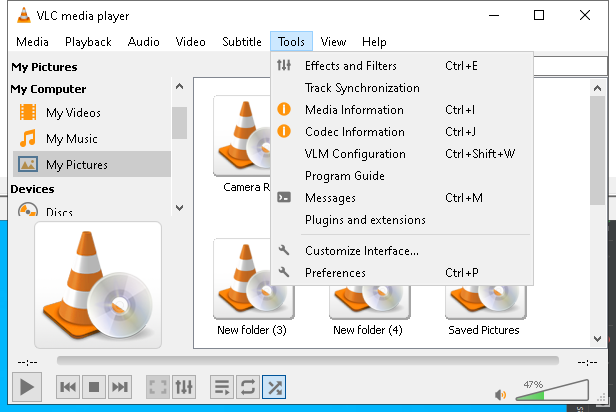 VLC media player
Media Playback Audio Video Subtitle Tools View Help
My Pictures
My Computer
My Videos
My Music
My Pictures
Devices
Discs
Effects and Filters Ctrl+E
Track Synchronization
Media Information Ctrl+I
Codec Information Ctrl+J
VLM Configuration Ctrl+Shift+W
Program Guide
Messages Ctrl+M
Plugins and extensions
Customize Interface...
Preferences Ctrl+P
Camera R
New folder (3) New folder (4) Saved Pictures
--:-- --:--
47%